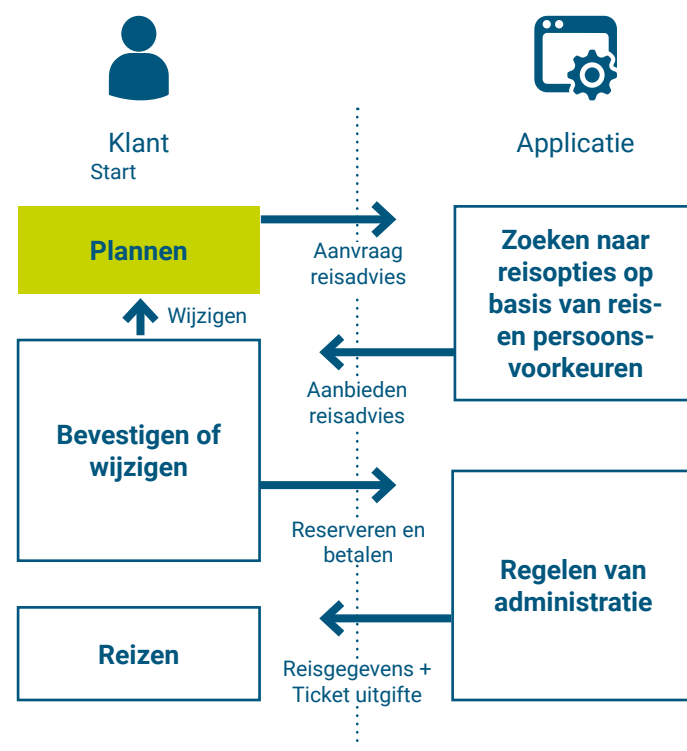 Klant
Applicatie
Start
Plannen
Aanvraag
reisadvies
Zoeken naar
reisopties op
basis van reis-
en persoons-
voorkeuren
Wijzigen
Aanbieden
reisadvies
Bevestigen of
wijzigen
Reserveren en
betalen
Regelen van
administratie
Reizen
Reisgegevens +
Ticket uitgifte